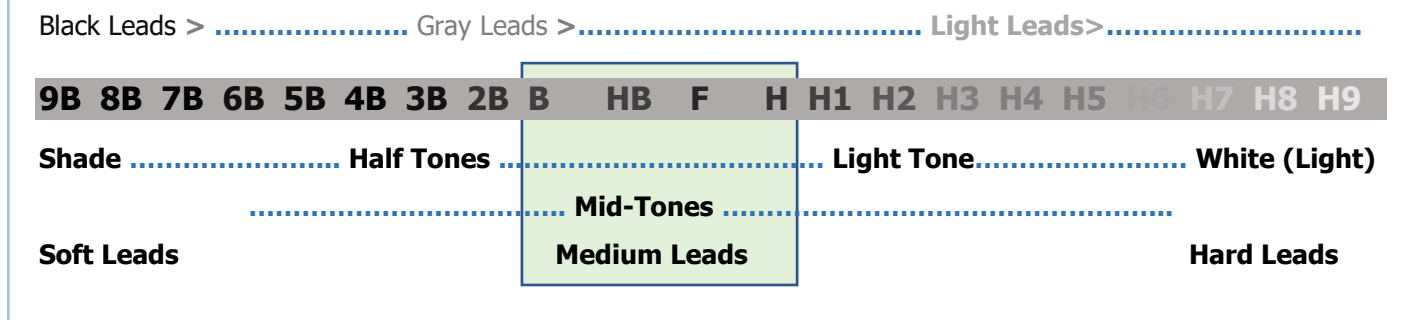 Black Leads > ...................... Gray Leads >....................................... Light Leads>.............................
9B 8B 7B 6B 5B 4B 3B 2B B HB F H H1 H2 H3 H4 H5 H6 H7 H8 H9
Shade ........................ Half Tones ..................................... Light Tone........................ White (Light)
.................................... Mid-Tones ...................................................
Soft Leads Medium Leads Hard Leads